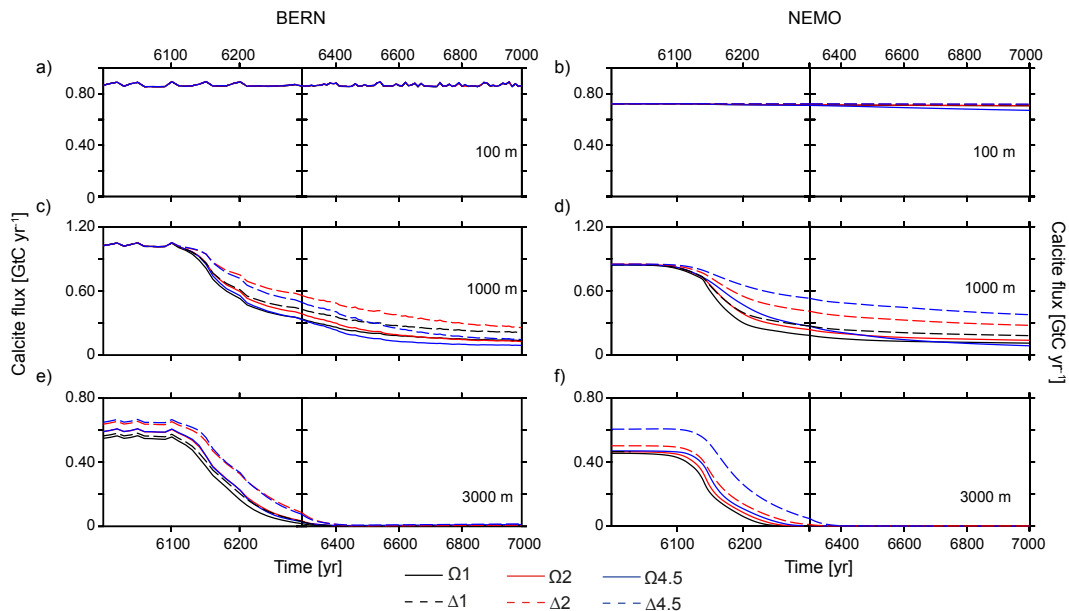 BERN
NEMO
6100 6200 6400 6600 6800 7000
6100 6200 6400 6600 6800 7000
a)
0.80
0.40
0
100 m
b)
0.80
0.40
0
100 m
c)
1.20
0.60
0
1000 m
d)
1.20
0.60
0
1000 m
e)
0.80
0.40
0
3000 m
f)
0.80
0.40
0
3000 m
Calcite flux [GtC yr⁻¹]
Calcite flux [GtC yr⁻¹]
6100 6200 6400 6600 6800 7000
6100 6200 6400 6600 6800 7000
Time [yr]
Time [yr]
Ω1 Ω2 Ω4.5
Δ1 Δ2 Δ4.5